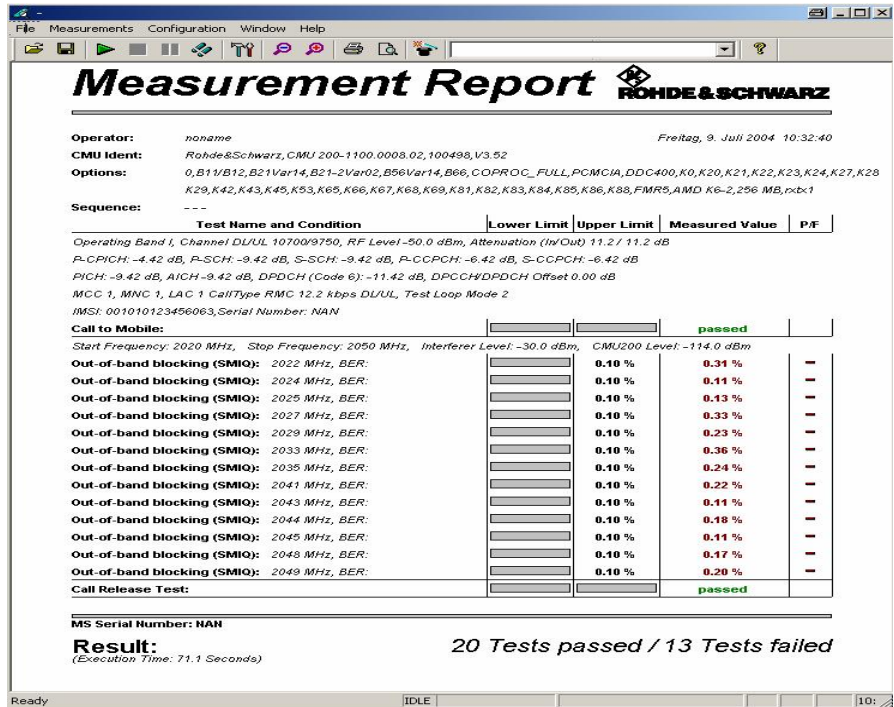 File Measurements Configuration Window Help
Measurement Report ROHDE & SCHWARZ
Operator: noname Freitag, 9. Juli 2004 10:32:40
CMU Ident: Rohde&Schwarz,CMU 200-1100.0008.02,100498,V3.52
Options: 0,B11/B12,B21Var14,B21-2Var02,B56Var14,B66,COPROC_FULL,PCMCIA,DDC400,K0,K20,K21,K22,K23,K24,K27,K28
K29,K42,K43,K45,K53,K65,K66,K67,K68,K69,K81,K82,K83,K84,K85,K86,K88,FMR5,AMD K6-2,256 MB,rxtx1
Sequence: ---
Test Name and Condition Lower Limit Upper Limit Measured Value P/F
Operating Band I, Channel DL/UL 10700/9750, RF Level -50.0 dBm, Attenuation (In/Out) 11.2 / 11.2 dB
P-CPICH: -4.42 dB, P-SCH: -9.42 dB, S-SCH: -9.42 dB, P-CCPCH: -6.42 dB, S-CCPCH: -6.42 dB
PICH: -9.42 dB, AICH -9.42 dB, DPDCH (Code 6): -11.42 dB, DPCCH/DPDCH Offset 0.00 dB
MCC 1, MNC 1, LAC 1 CallType RMC 12.2 kbps DL/UL, Test Loop Mode 2
IMSI: 001010123456063,Serial Number: NAN
Call to Mobile: passed
Start Frequency: 2020 MHz, Stop Frequency: 2050 MHz, Interferer Level: -30.0 dBm, CMU200 Level: -114.0 dBm
Out-of-band blocking (SMIQ): 2022 MHz, BER: 0.10 % 0.31 % -
Out-of-band blocking (SMIQ): 2024 MHz, BER: 0.10 % 0.11 % -
Out-of-band blocking (SMIQ): 2025 MHz, BER: 0.10 % 0.13 % -
Out-of-band blocking (SMIQ): 2027 MHz, BER: 0.10 % 0.33 % -
Out-of-band blocking (SMIQ): 2029 MHz, BER: 0.10 % 0.23 % -
Out-of-band blocking (SMIQ): 2033 MHz, BER: 0.10 % 0.36 % -
Out-of-band blocking (SMIQ): 2035 MHz, BER: 0.10 % 0.24 % -
Out-of-band blocking (SMIQ): 2041 MHz, BER: 0.10 % 0.22 % -
Out-of-band blocking (SMIQ): 2043 MHz, BER: 0.10 % 0.11 % -
Out-of-band blocking (SMIQ): 2044 MHz, BER: 0.10 % 0.18 % -
Out-of-band blocking (SMIQ): 2045 MHz, BER: 0.10 % 0.11 % -
Out-of-band blocking (SMIQ): 2048 MHz, BER: 0.10 % 0.17 % -
Out-of-band blocking (SMIQ): 2049 MHz, BER: 0.10 % 0.20 % -
Call Release Test: passed
MS Serial Number: NAN
Result: 20 Tests passed / 13 Tests failed
(Execution Time: 71.1 Seconds)
Ready IDLE 10: